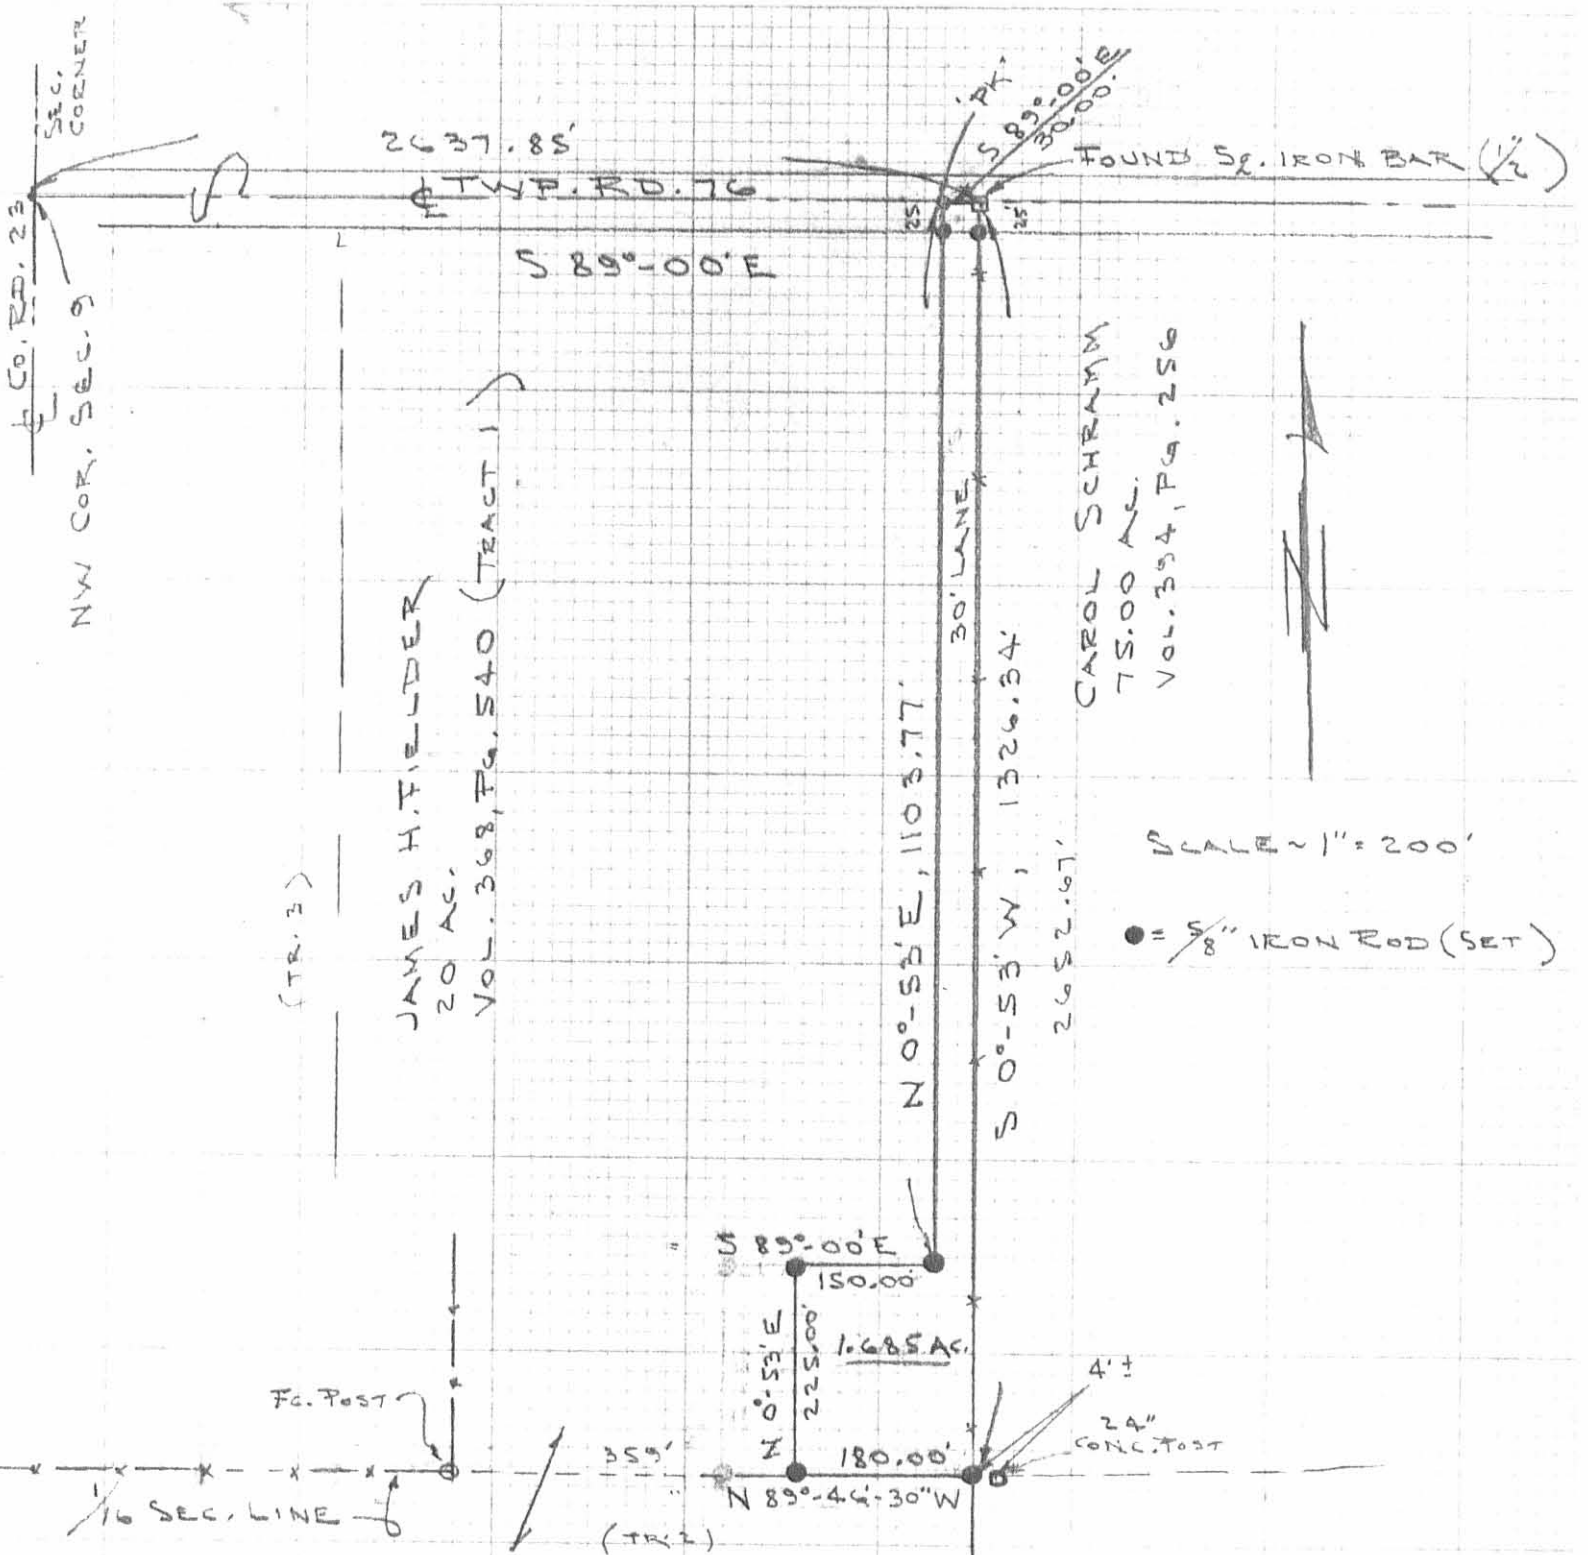 SEC.
CORNER
2637.85'
℄ TWP. RD. 76
S 89°-00' E
'PK'
S 89°-00' E
30.00'
FOUND SQ. IRON BAR (1/2")
25'
25'
℄ CO. RD. 23
NW COR. SEC. 9
JAMES H. FIELDER
20 AC.
VOL. 368, PG. 540 (TRACT 1)
(TR. 3)
30' LANE
N 0°-53' E, 1103.77'
S 0°-53' W, 1326.34'
2652.67'
CAROL SCHRAMM
75.00 AC.
VOL. 394, PG. 256
N
SCALE ~ 1" = 200'
● = 5/8" IRON ROD (SET)
S 89°-00' E
150.00'
N 0°-53' E
225.00'
1.685 AC.
4' ±
24"
CONC. POST
FC. POST
359'
180.00'
N 89°-46'-30" W
1/16 SEC. LINE
(TR. 2)